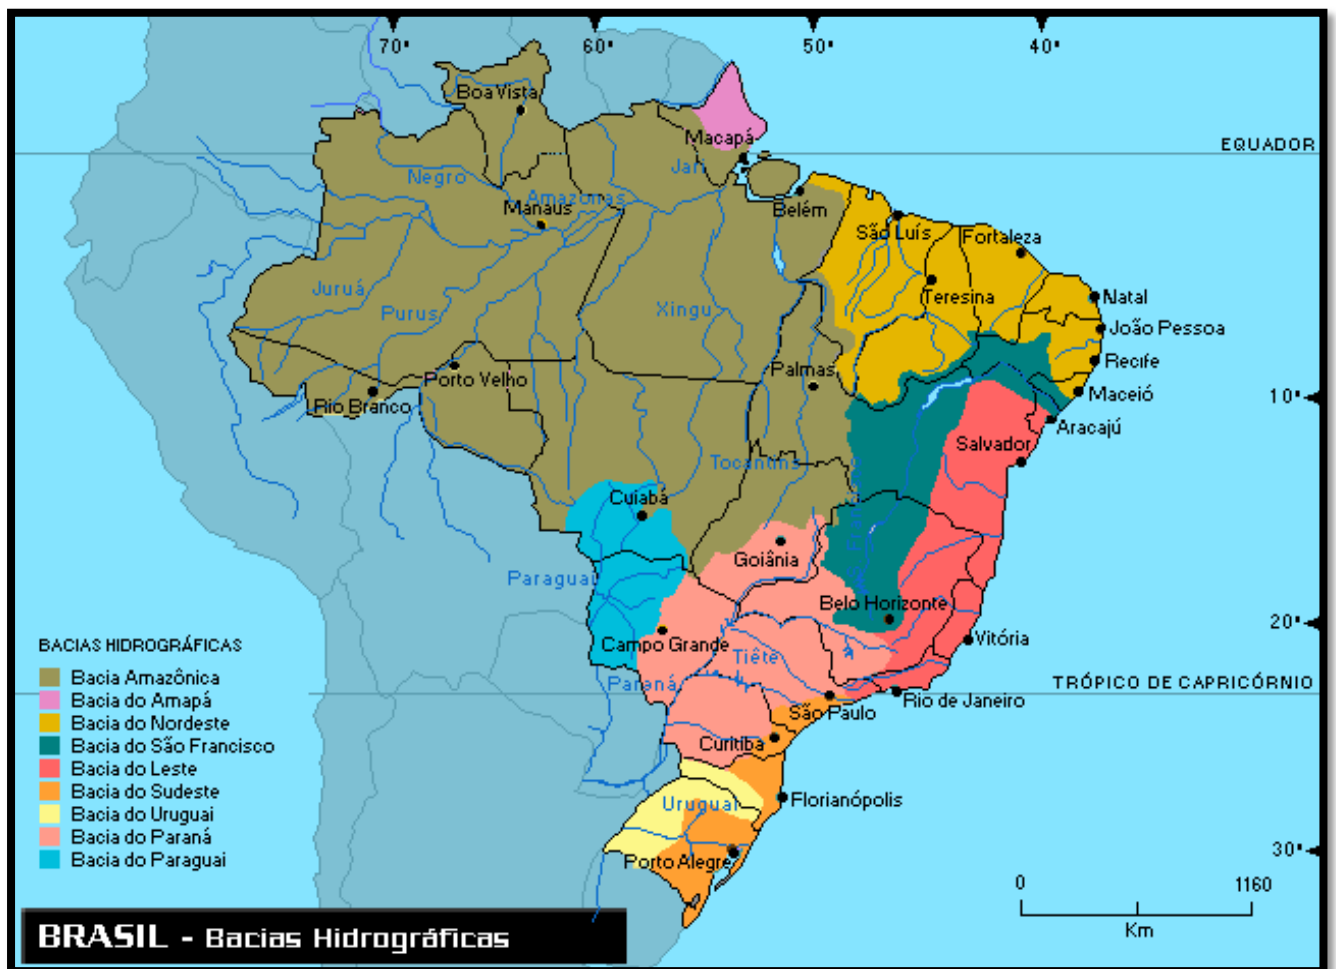 70°
60°
50°
40°
Boa Vista
Macapá
EQUADOR
Jari
Negro
Amazonas
Manaus
Belém
São Luís
Fortaleza
Juruá
Purus
Xingu
Teresina
Natal
João Pessoa
Recife
Palmas
Porto Velho
Rio Branco
Maceió
10°
Aracajú
Salvador
Tocantins
Cuiabá
São Francisco
Goiânia
Paraguai
Belo Horizonte
20°
Vitória
Campo Grande
Tiête
Paraná
TRÓPICO DE CAPRICÓRNIO
Rio de Janeiro
São Paulo
Curitiba
Uruguai
Florianópolis
Porto Alegre
30°
BACIAS HIDROGRÁFICAS
Bacia Amazônica
Bacia do Amapá
Bacia do Nordeste
Bacia do São Francisco
Bacia do Leste
Bacia do Sudeste
Bacia do Uruguai
Bacia do Paraná
Bacia do Paraguai
0 1160
Km
BRASIL - Bacias Hidrográficas